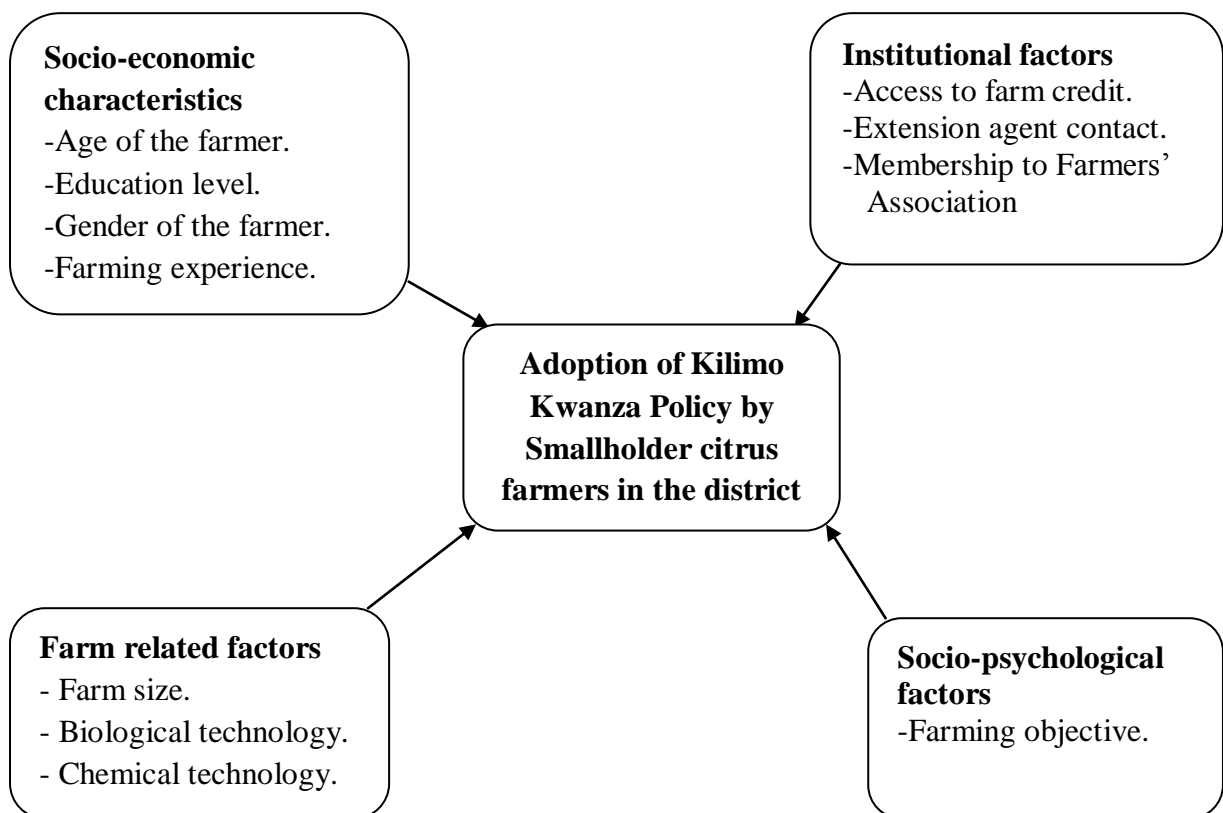 Socio-economic
characteristics
-Age of the farmer.
-Education level.
-Gender of the farmer.
-Farming experience.
Institutional factors
-Access to farm credit.
-Extension agent contact.
-Membership to Farmers’
Association
Adoption of Kilimo
Kwanza Policy by
Smallholder citrus
farmers in the district
Farm related factors
- Farm size.
- Biological technology.
- Chemical technology.
Socio-psychological
factors
-Farming objective.